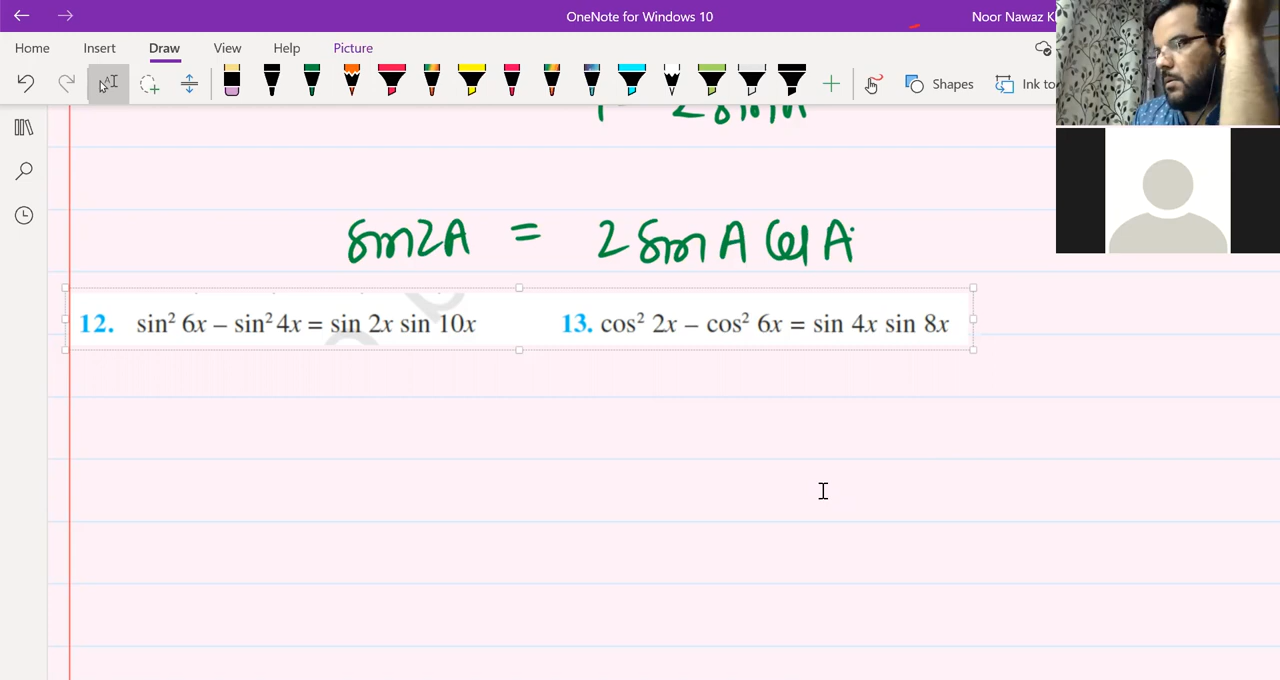 OneNote for Windows 10
Noor Nawaz K
Home Insert Draw View Help Picture
Shapes
Ink to
sin2A = 2 sin A cos A
12. sin² 6x – sin² 4x = sin 2x sin 10x
13. cos² 2x – cos² 6x = sin 4x sin 8x